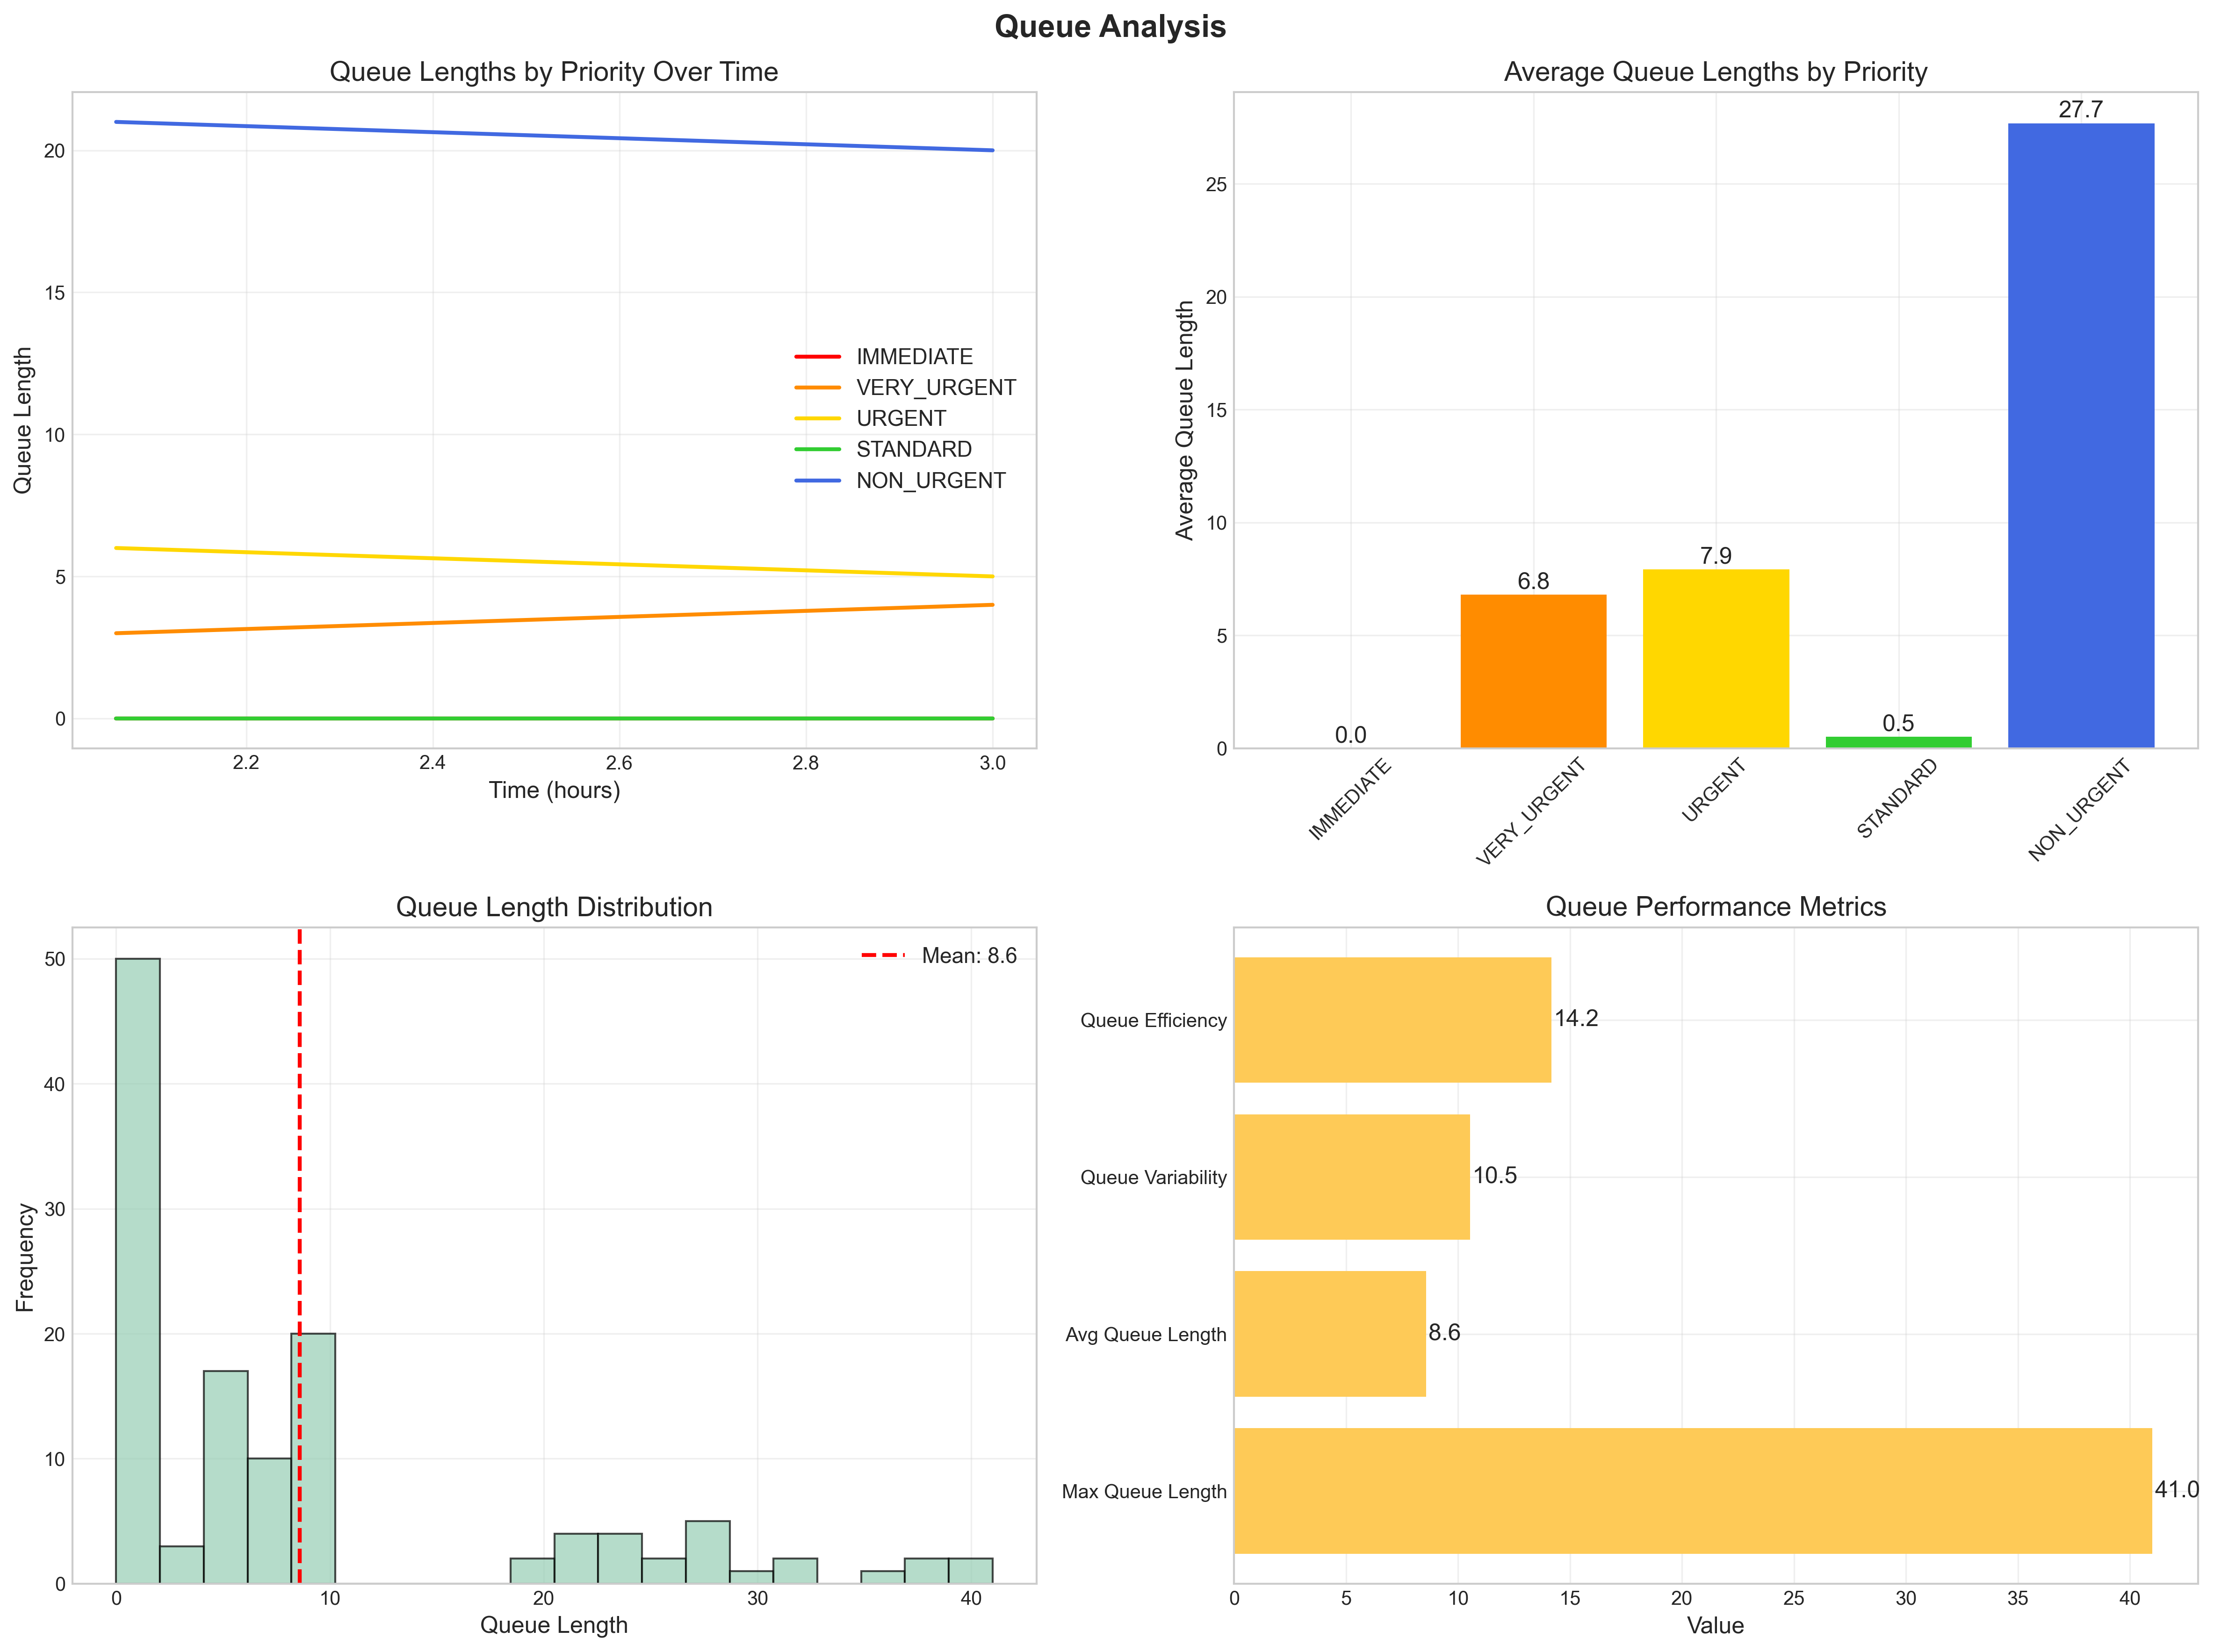 Queue Analysis
Queue Lengths by Priority Over Time
Queue Length
20
15
10
5
0
IMMEDIATE
VERY_URGENT
URGENT
STANDARD
NON_URGENT
2.2 2.4 2.6 2.8 3.0
Time (hours)
Average Queue Lengths by Priority
Average Queue Length
25
20
15
10
5
0
0.0
6.8
7.9
0.5
27.7
IMMEDIATE
VERY_URGENT
URGENT
STANDARD
NON_URGENT
Queue Length Distribution
Frequency
50
40
30
20
10
0
Mean: 8.6
0 10 20 30 40
Queue Length
Queue Performance Metrics
Queue Efficiency 14.2
Queue Variability 10.5
Avg Queue Length 8.6
Max Queue Length 41.0
0 5 10 15 20 25 30 35 40
Value